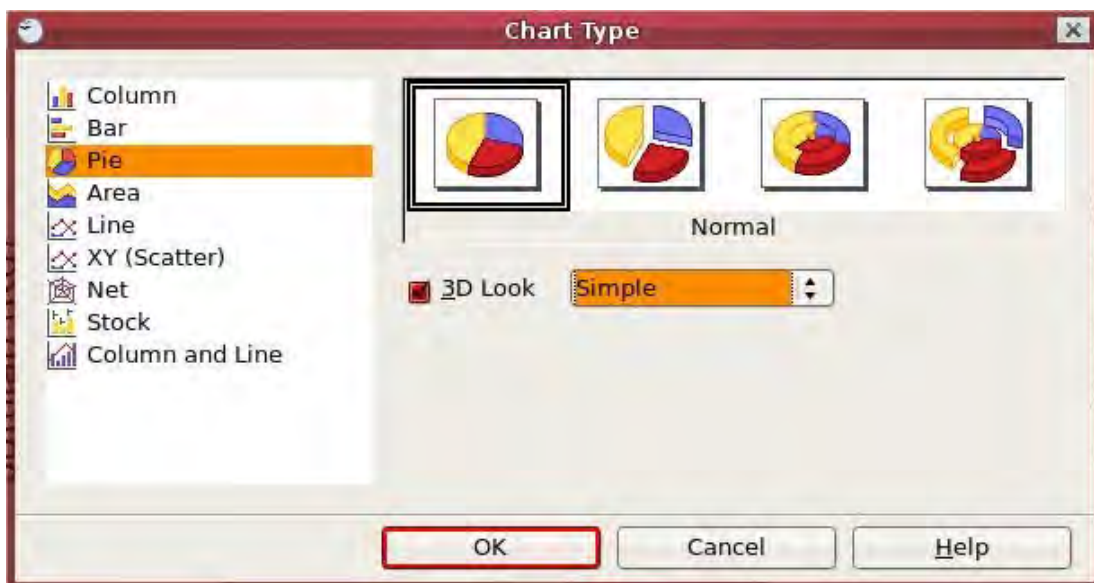 Chart Type
Column
Bar
Pie
Area
Line
XY (Scatter)
Net
Stock
Column and Line
Normal
3D Look
Simple
OK
Cancel
Help